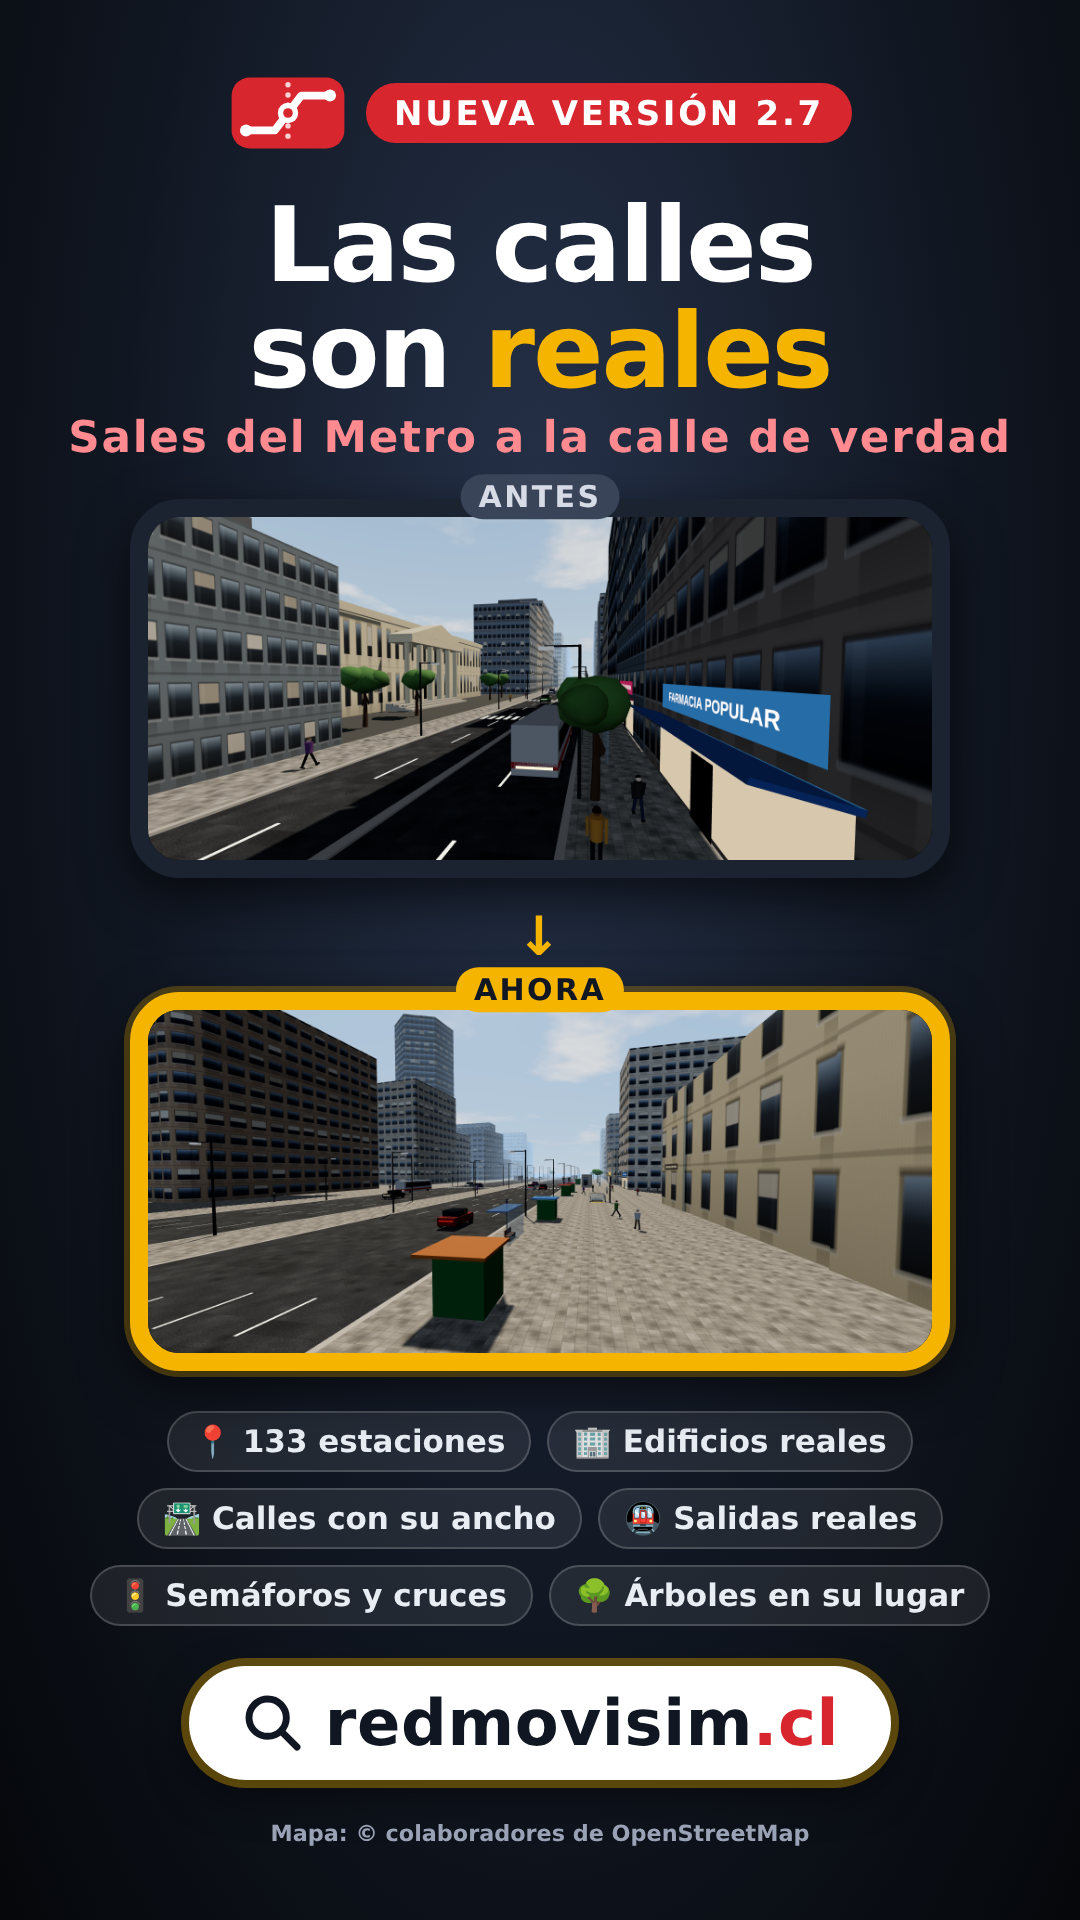 NUEVA VERSIÓN 2.7
Las calles
son reales
Sales del Metro a la calle de verdad
ANTES
FARMACIA POPULAR
↓
AHORA
📍 133 estaciones
🏢 Edificios reales
🛣️ Calles con su ancho
🚇 Salidas reales
🚦 Semáforos y cruces
🌳 Árboles en su lugar
redmovisim.cl
Mapa: © colaboradores de OpenStreetMap